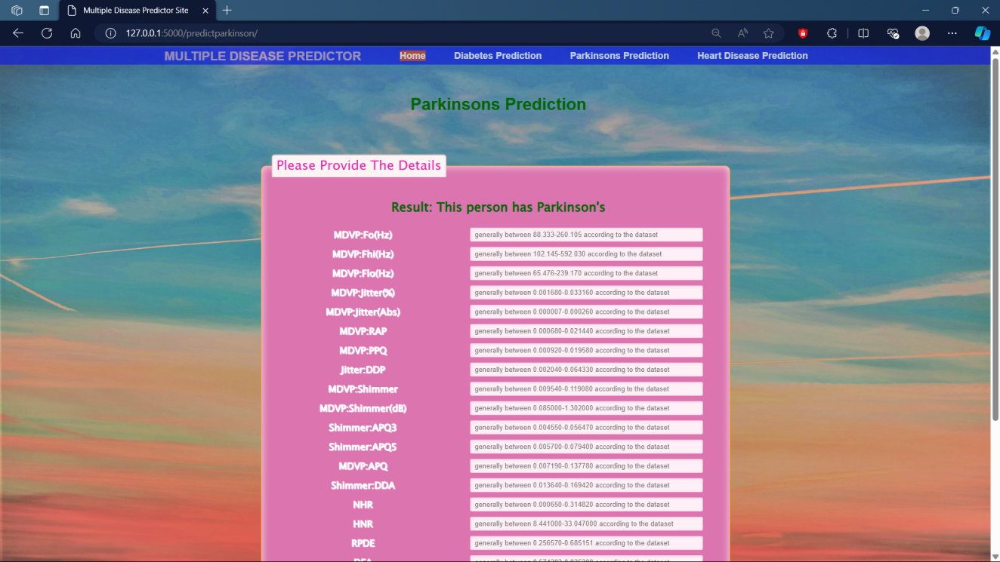 Multiple Disease Predictor Site
127.0.0.1:5000/predictparkinson/
MULTIPLE DISEASE PREDICTOR Home Diabetes Prediction Parkinsons Prediction Heart Disease Prediction
Parkinsons Prediction
Please Provide The Details
Result: This person has Parkinson's
MDVP:Fo(Hz) generally between 88.333-260.105 according to the dataset
MDVP:Fhi(Hz) generally between 102.145-592.030 according to the dataset
MDVP:Flo(Hz) generally between 65.476-239.170 according to the dataset
MDVP:Jitter(%) generally between 0.001680-0.033160 according to the dataset
MDVP:Jitter(Abs) generally between 0.000007-0.000260 according to the dataset
MDVP:RAP generally between 0.000680-0.021440 according to the dataset
MDVP:PPQ generally between 0.000920-0.019580 according to the dataset
Jitter:DDP generally between 0.002040-0.064330 according to the dataset
MDVP:Shimmer generally between 0.009540-0.119080 according to the dataset
MDVP:Shimmer(dB) generally between 0.085000-1.302000 according to the dataset
Shimmer:APQ3 generally between 0.004550-0.056470 according to the dataset
Shimmer:APQ5 generally between 0.005700-0.079400 according to the dataset
MDVP:APQ generally between 0.007190-0.137780 according to the dataset
Shimmer:DDA generally between 0.013640-0.169420 according to the dataset
NHR generally between 0.000650-0.314820 according to the dataset
HNR generally between 8.441000-33.047000 according to the dataset
RPDE generally between 0.256570-0.685151 according to the dataset